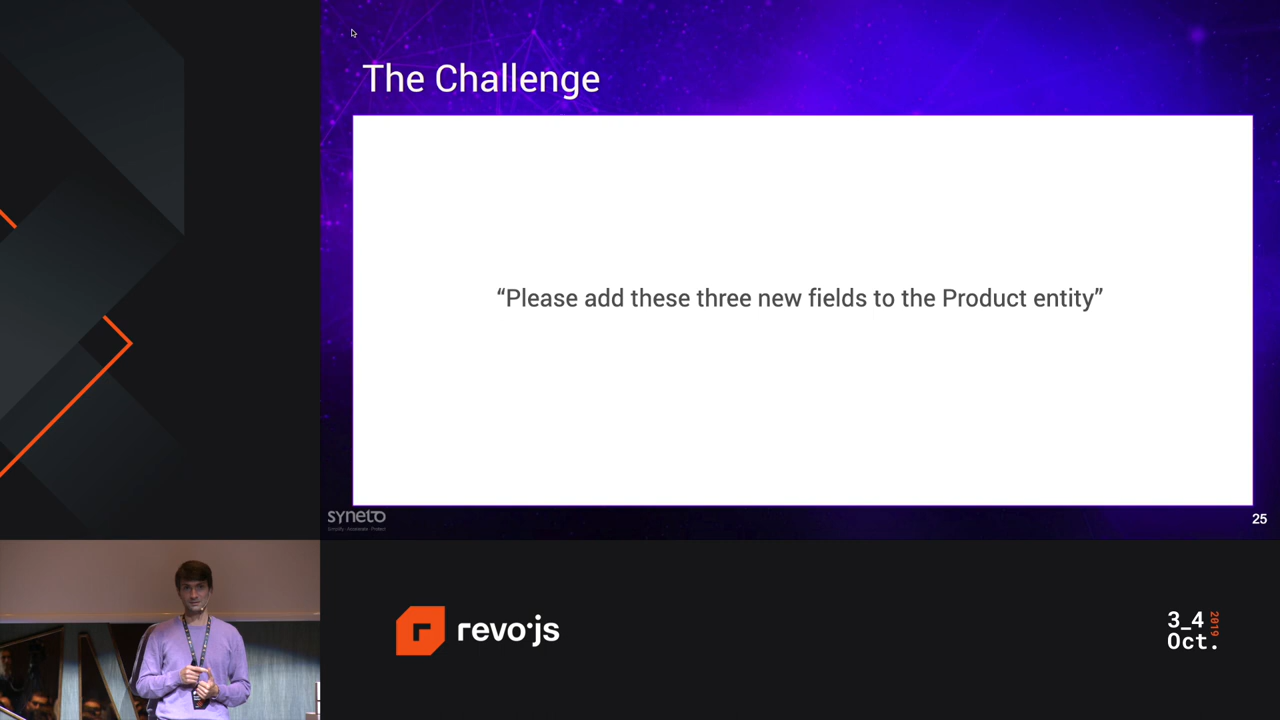 The Challenge
“Please add these three new fields to the Product entity”
syneto
25
r
revo·js
3_4
Oct.
2019